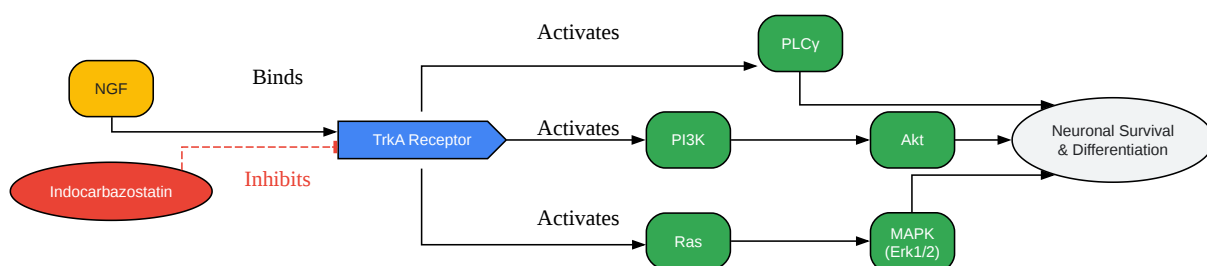 Activates
PLCγ
NGF
Binds
TrkA Receptor
Activates
PI3K
Akt
Neuronal Survival
& Differentiation
Indocarbazostatin
Inhibits
Activates
Ras
MAPK
(Erk1/2)